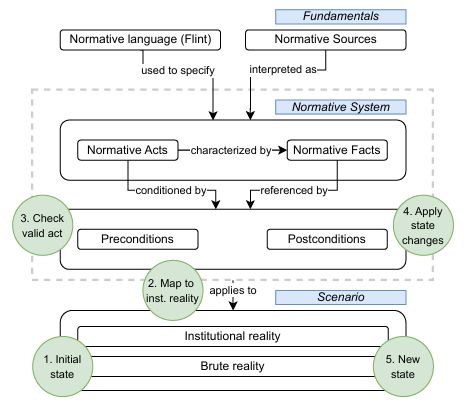 Fundamentals
Normative language (Flint)
Normative Sources
used to specify
interpreted as
Normative System
Normative Acts
characterized by
Normative Facts
conditioned by
referenced by
3. Check
valid act
4. Apply
state
changes
Preconditions
Postconditions
2. Map to
inst. reality
applies to
Scenario
Institutional reality
1. Initial
state
Brute reality
5. New
state